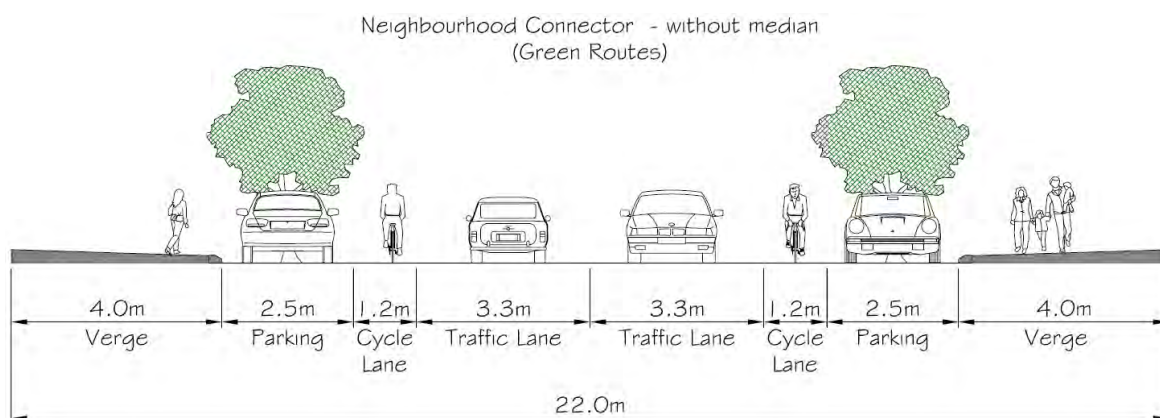 Neighbourhood Connector - without median
(Green Routes)
4.0m 2.5m 1.2m 3.3m 3.3m 1.2m 2.5m 4.0m
Verge Parking Cycle Traffic Lane Traffic Lane Cycle Parking Verge
Lane Lane
22.0m